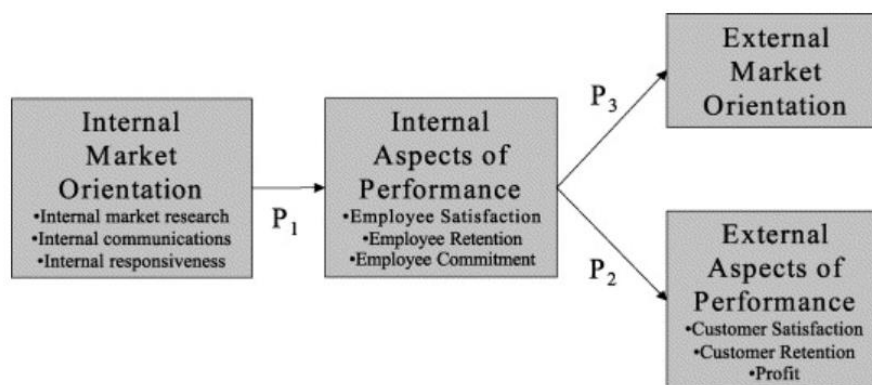 Internal
Market
Orientation
•Internal market research
•Internal communications
•Internal responsiveness
P1
Internal
Aspects of
Performance
•Employee Satisfaction
•Employee Retention
•Employee Commitment
P3
External
Market
Orientation
P2
External
Aspects of
Performance
•Customer Satisfaction
•Customer Retention
•Profit